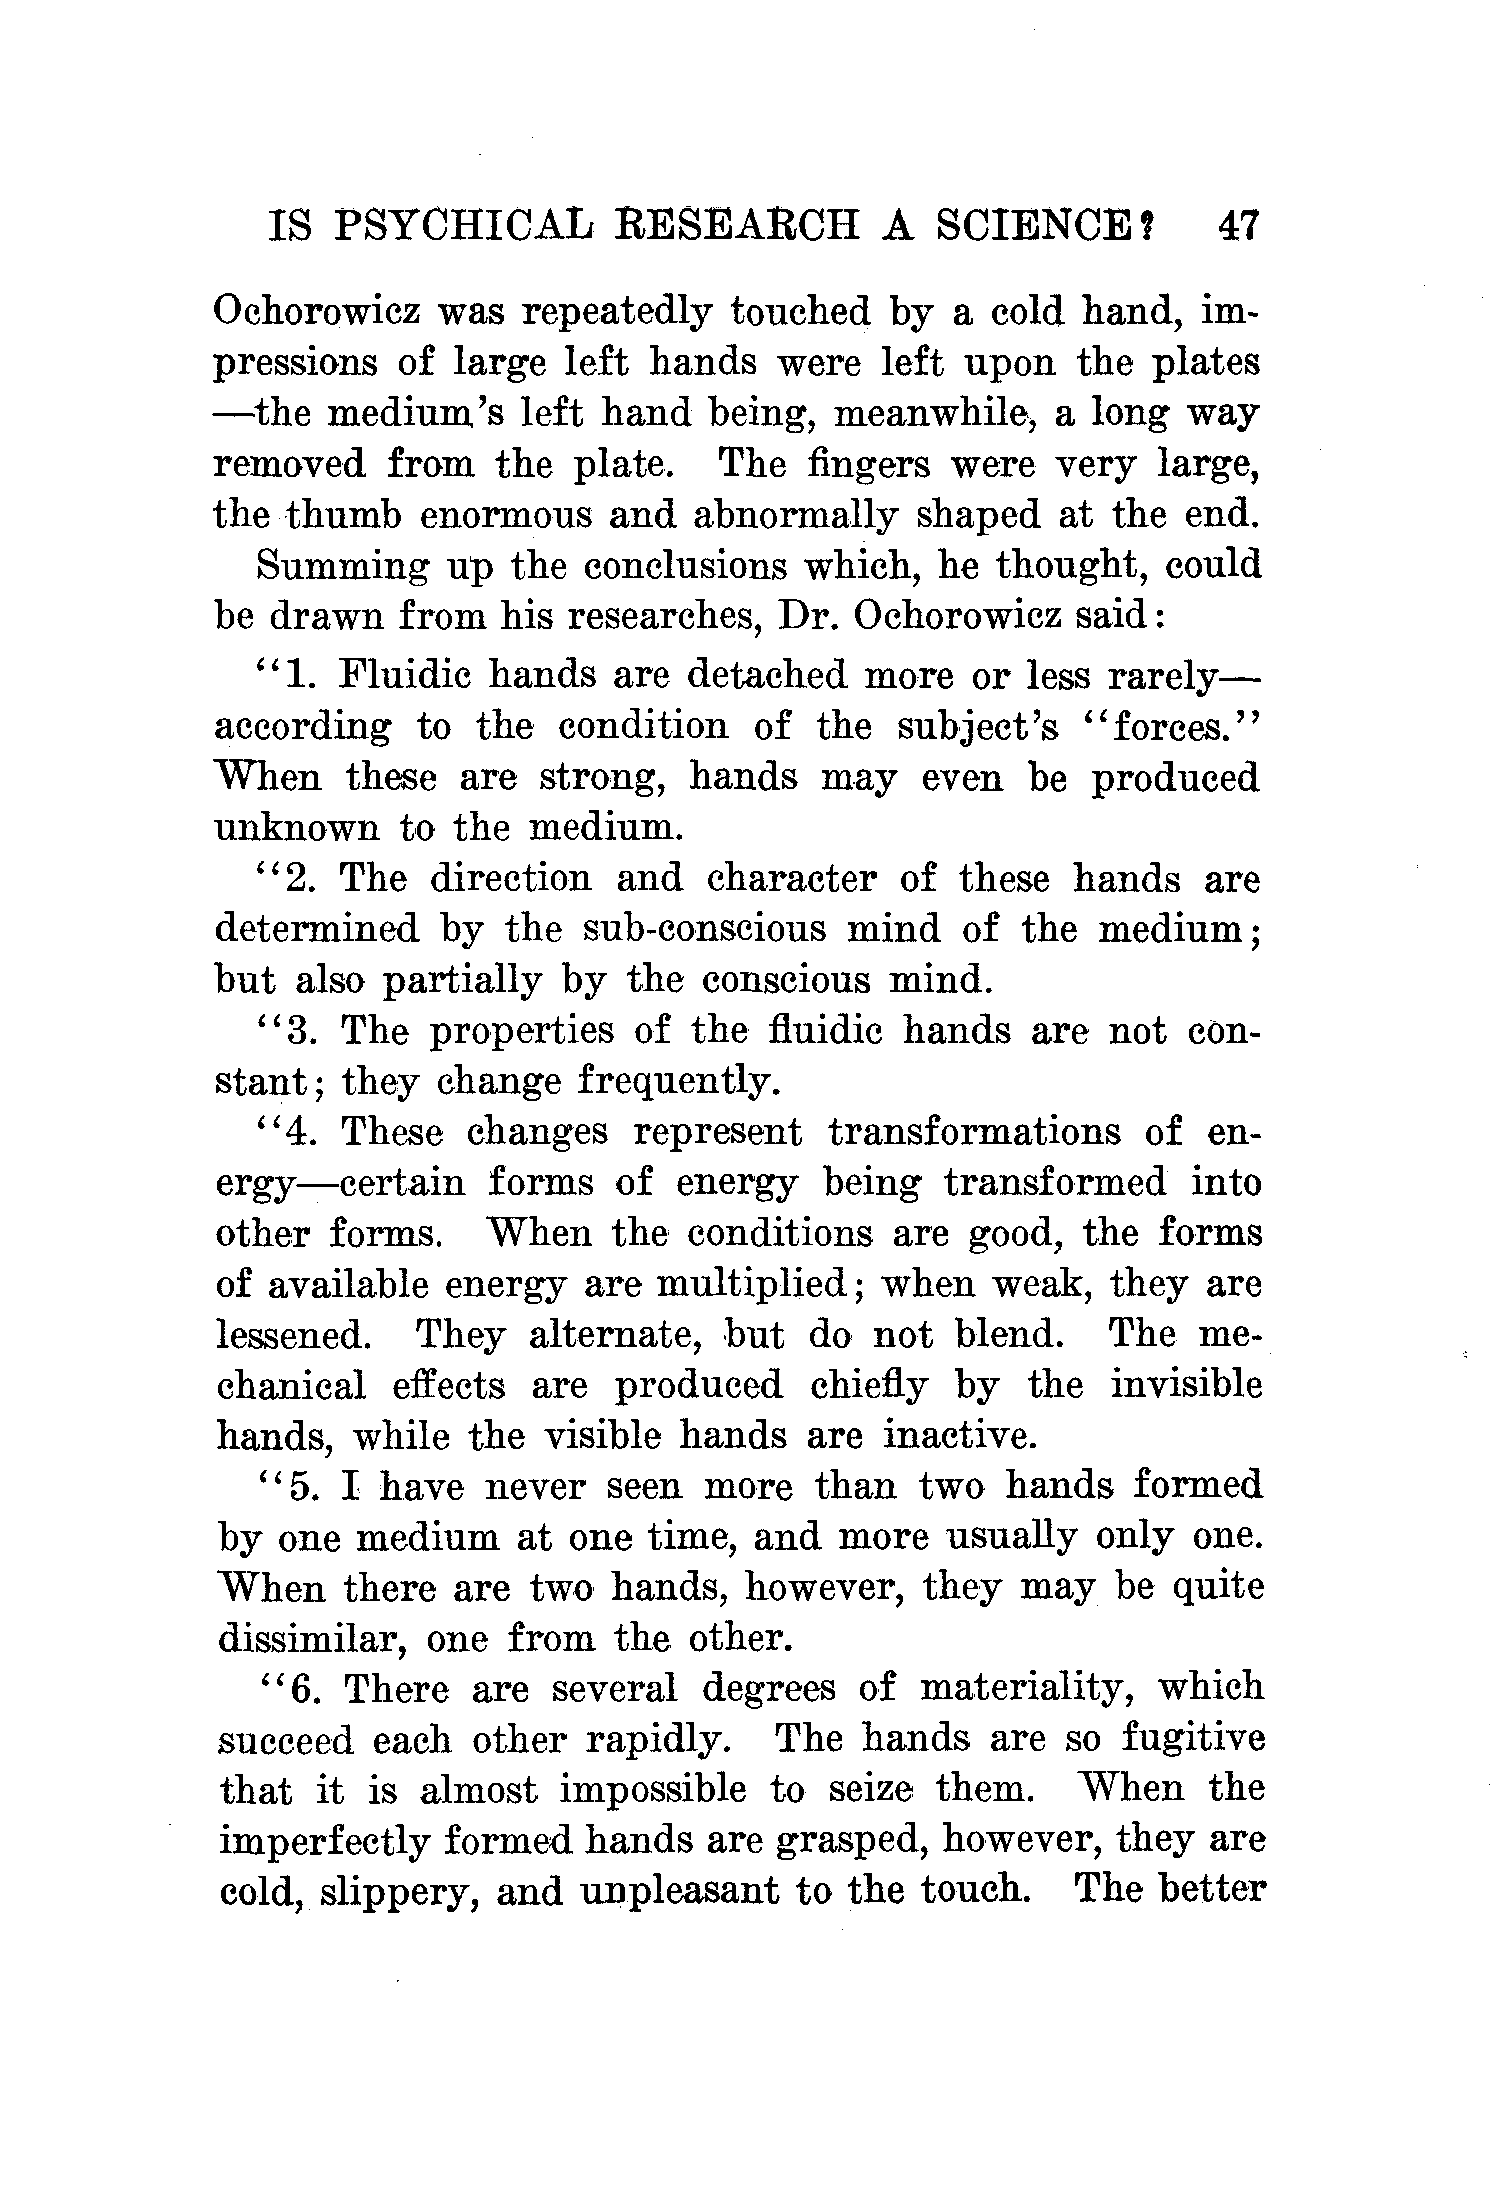 IS PSYCHICAL RESEARCH A SCIENCE? 47
Ochorowicz was repeatedly touched by a cold hand, im-
pressions of large left hands were left upon the plates
—the medium's left hand being, meanwhile, a long way
removed from the plate. The fingers were very large,
the thumb enormous and abnormally shaped at the end.
Summing up the conclusions which, he thought, could
be drawn from his researches, Dr. Ochorowicz said:
"1. Fluidic hands are detached more or less rarely—
according to the condition of the subject's "forces."
When these are strong, hands may even be produced
unknown to the medium.
"2. The direction and character of these hands are
determined by the sub-conscious mind of the medium;
but also partially by the conscious mind.
"3. The properties of the fluidic hands are not con-
stant; they change frequently.
"4. These changes represent transformations of en-
ergy—certain forms of energy being transformed into
other forms. When the conditions are good, the forms
of available energy are multiplied; when weak, they are
lessened. They alternate, but do not blend. The me-
chanical effects are produced chiefly by the invisible
hands, while the visible hands are inactive.
"5. I have never seen more than two hands formed
by one medium at one time, and more usually only one.
When there are two hands, however, they may be quite
dissimilar, one from the other.
"6. There are several degrees of materiality, which
succeed each other rapidly. The hands are so fugitive
that it is almost impossible to seize them. When the
imperfectly formed hands are grasped, however, they are
cold, slippery, and unpleasant to the touch. The better